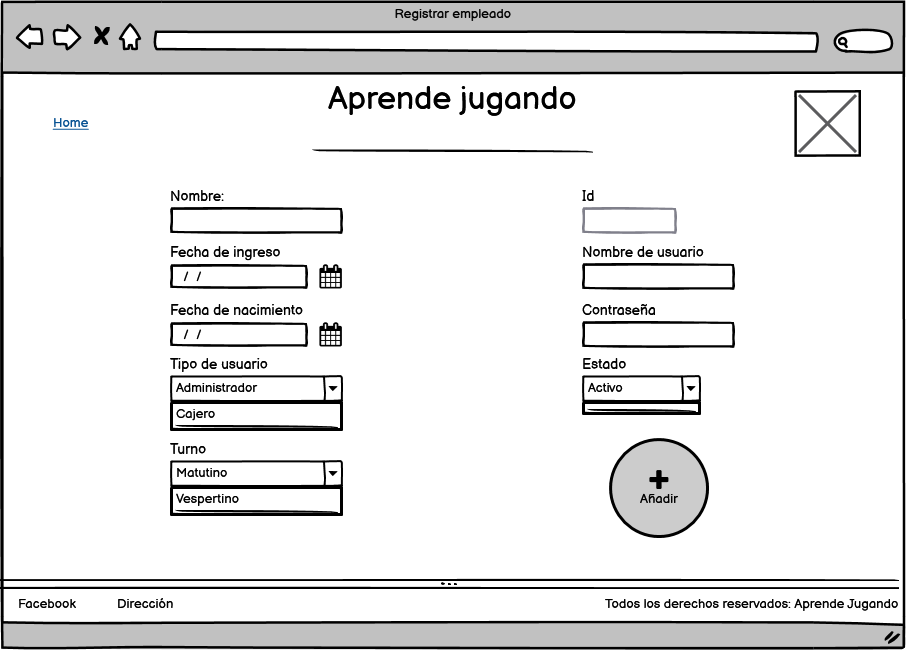 Registrar empleado
Aprende jugando
Home
Nombre:
Id
Fecha de ingreso
Nombre de usuario
/ /
Fecha de nacimiento
Contraseña
/ /
Tipo de usuario
Estado
Administrador
Activo
Cajero
Turno
Matutino
Vespertino
Añadir
Facebook
Dirección
Todos los derechos reservados: Aprende Jugando